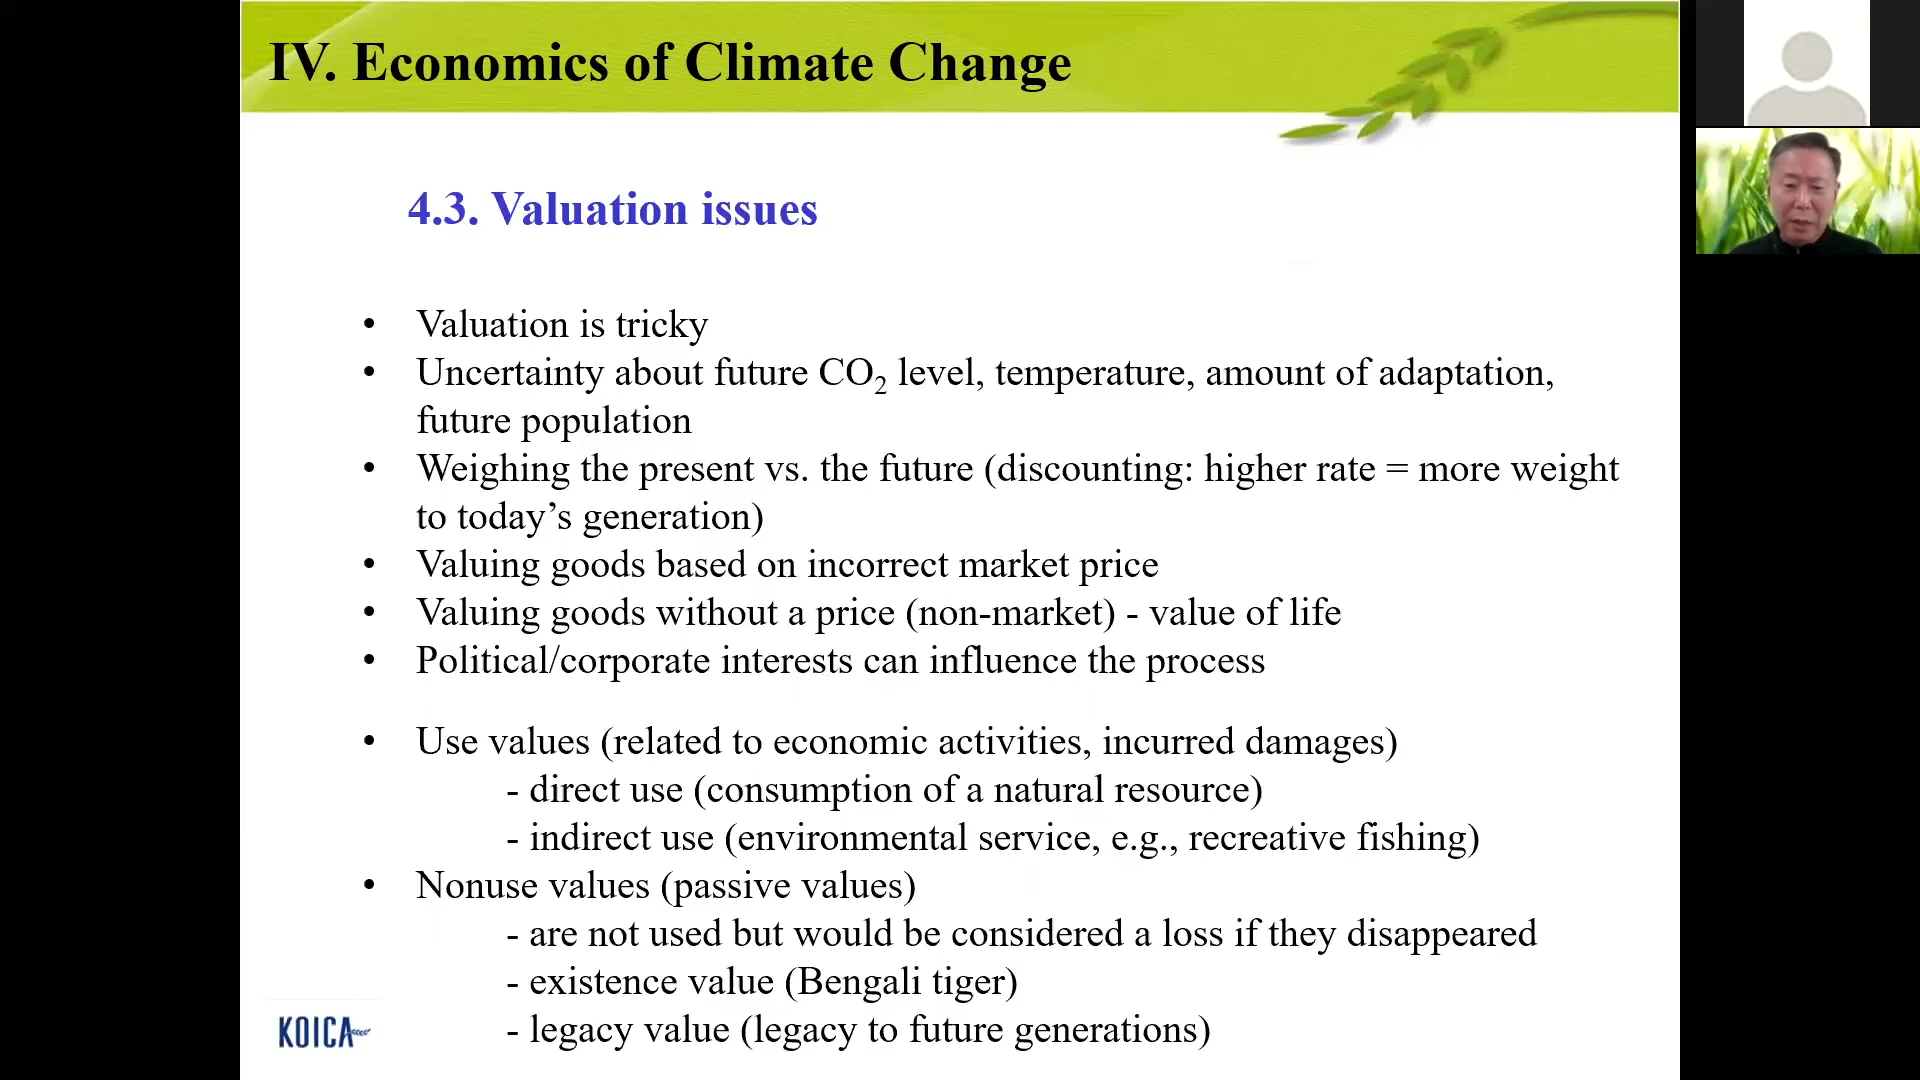 IV. Economics of Climate Change
4.3. Valuation issues
• Valuation is tricky
• Uncertainty about future CO₂ level, temperature, amount of adaptation,
future population
• Weighing the present vs. the future (discounting: higher rate = more weight
to today’s generation)
• Valuing goods based on incorrect market price
• Valuing goods without a price (non-market) - value of life
• Political/corporate interests can influence the process
• Use values (related to economic activities, incurred damages)
- direct use (consumption of a natural resource)
- indirect use (environmental service, e.g., recreative fishing)
• Nonuse values (passive values)
- are not used but would be considered a loss if they disappeared
- existence value (Bengali tiger)
- legacy value (legacy to future generations)
KOICA